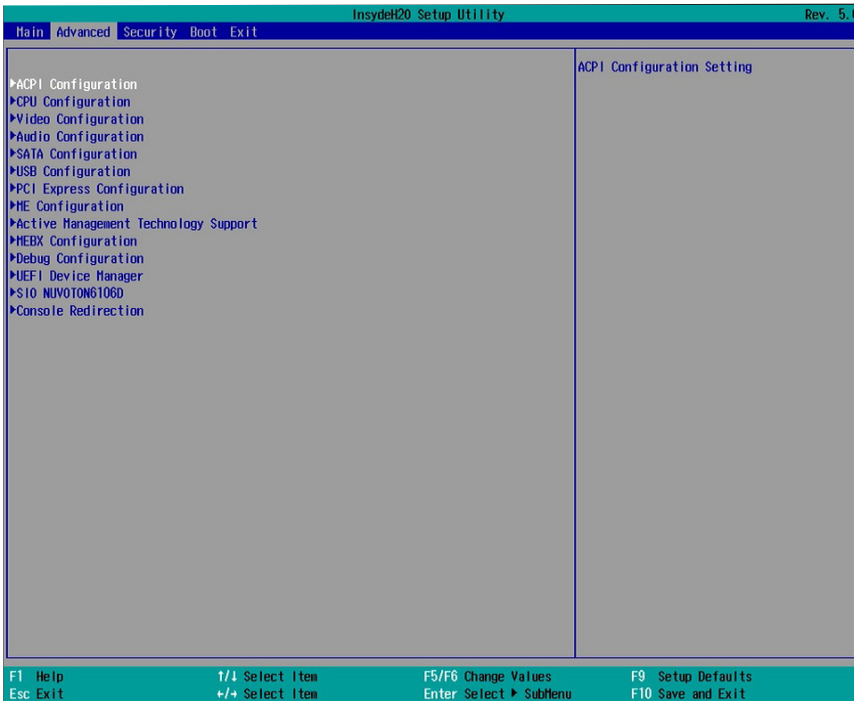 InsydeH20 Setup Utility Rev. 5.
Main Advanced Security Boot Exit
ACPI Configuration Setting
▶ACPI Configuration
▶CPU Configuration
▶Video Configuration
▶Audio Configuration
▶SATA Configuration
▶USB Configuration
▶PCI Express Configuration
▶ME Configuration
▶Active Management Technology Support
▶MEBX Configuration
▶Debug Configuration
▶UEFI Device Manager
▶SIO NUVOTON6106D
▶Console Redirection
F1 Help ↑/↓ Select Item F5/F6 Change Values F9 Setup Defaults
Esc Exit ←/→ Select Item Enter Select ▶ SubMenu F10 Save and Exit